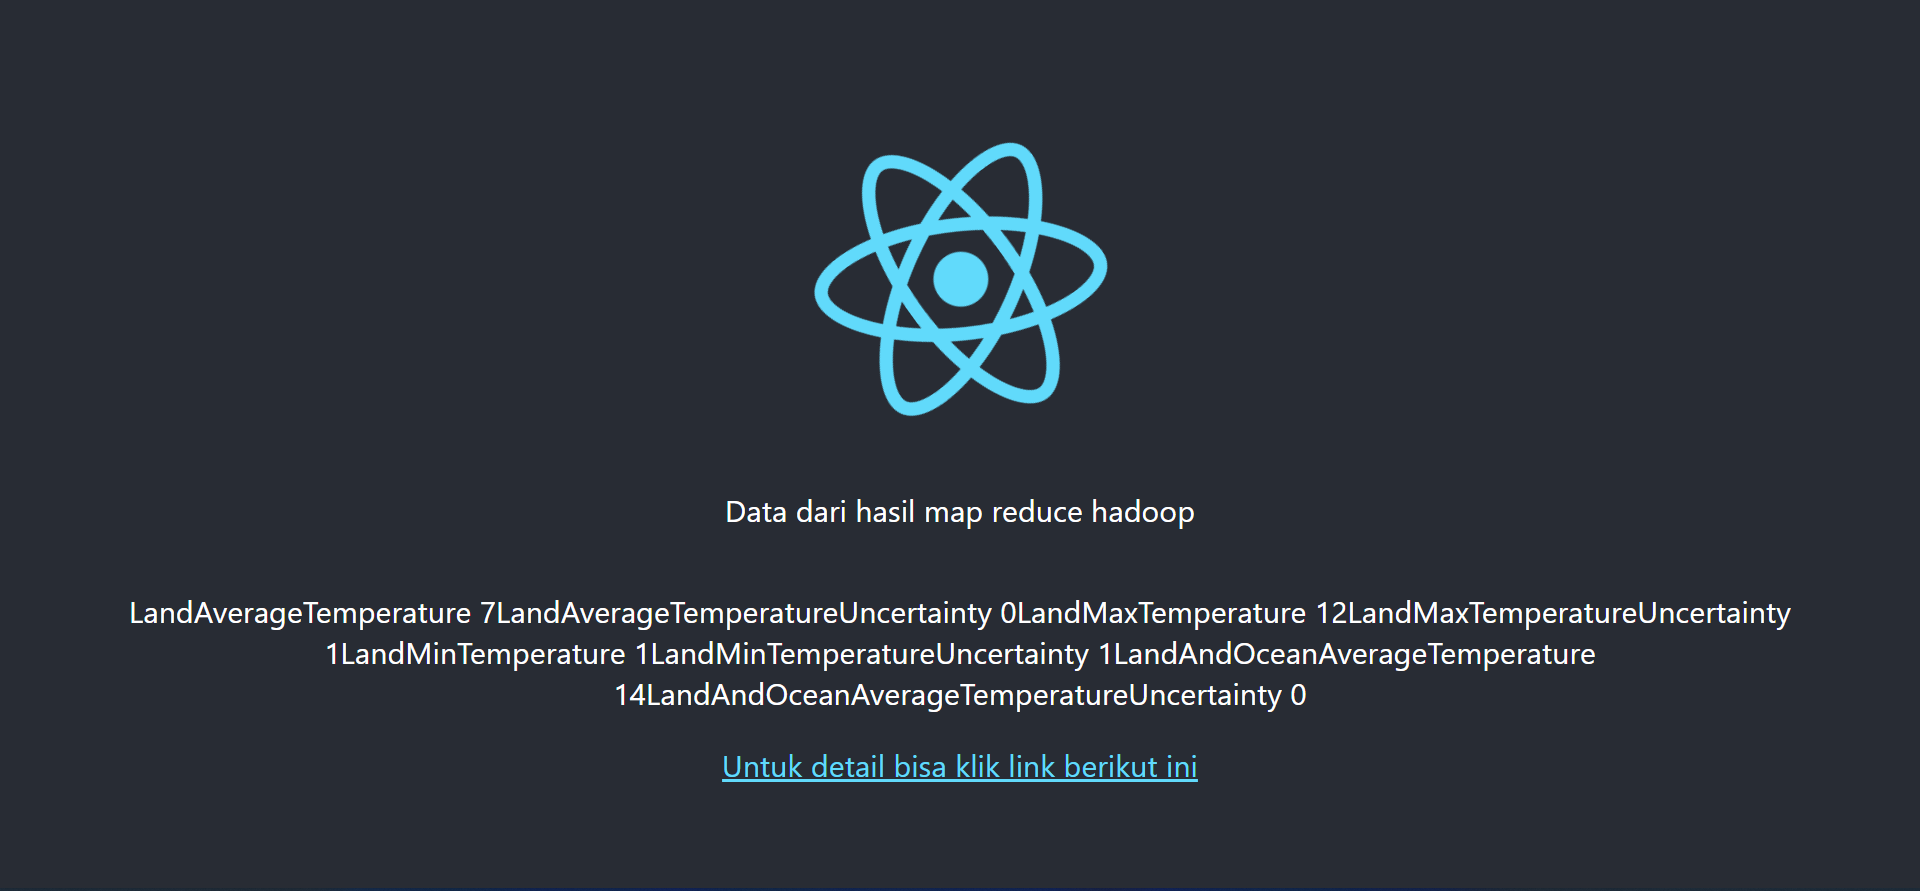 Data dari hasil map reduce hadoop
LandAverageTemperature 7LandAverageTemperatureUncertainty 0LandMaxTemperature 12LandMaxTemperatureUncertainty
1LandMinTemperature 1LandMinTemperatureUncertainty 1LandAndOceanAverageTemperature
14LandAndOceanAverageTemperatureUncertainty 0
Untuk detail bisa klik link berikut ini